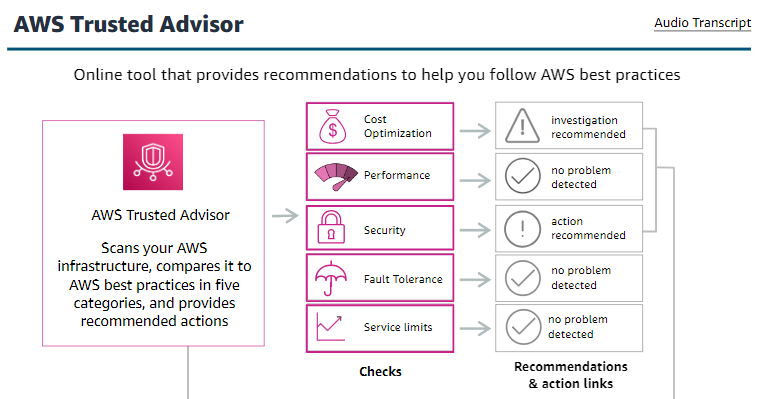 AWS Trusted Advisor
Audio Transcript
Online tool that provides recommendations to help you follow AWS best practices
AWS Trusted Advisor
Scans your AWS
infrastructure, compares it to
AWS best practices in five
categories, and provides
recommended actions
Cost
Optimization
investigation
recommended
Performance
no problem
detected
Security
action
recommended
Fault Tolerance
no problem
detected
Service limits
no problem
detected
Checks
Recommendations
& action links